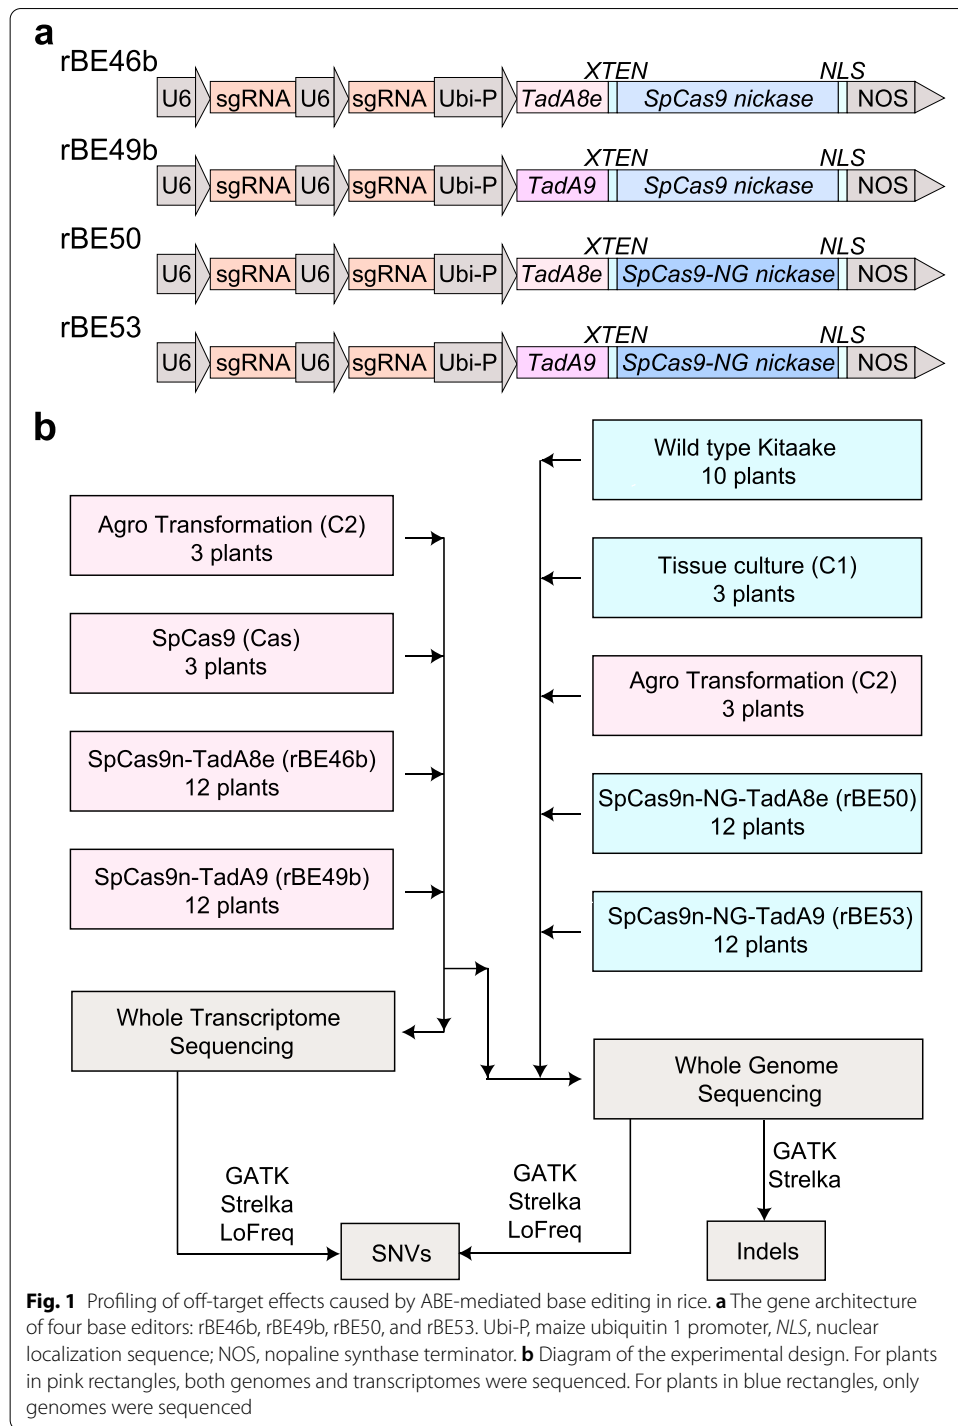 a
rBE46b
XTEN NLS
U6 sgRNA U6 sgRNA Ubi-P TadA8e SpCas9 nickase NOS
rBE49b
XTEN NLS
U6 sgRNA U6 sgRNA Ubi-P TadA9 SpCas9 nickase NOS
rBE50
XTEN NLS
U6 sgRNA U6 sgRNA Ubi-P TadA8e SpCas9-NG nickase NOS
rBE53
XTEN NLS
U6 sgRNA U6 sgRNA Ubi-P TadA9 SpCas9-NG nickase NOS
b
Agro Transformation (C2)
3 plants
SpCas9 (Cas)
3 plants
SpCas9n-TadA8e (rBE46b)
12 plants
SpCas9n-TadA9 (rBE49b)
12 plants
Wild type Kitaake
10 plants
Tissue culture (C1)
3 plants
Agro Transformation (C2)
3 plants
SpCas9n-NG-TadA8e (rBE50)
12 plants
SpCas9n-NG-TadA9 (rBE53)
12 plants
Whole Transcriptome
Sequencing
Whole Genome
Sequencing
GATK
Strelka
LoFreq
GATK
Strelka
LoFreq
GATK
Strelka
SNVs
Indels
Fig. 1 Profiling of off-target effects caused by ABE-mediated base editing in rice. a The gene architecture
of four base editors: rBE46b, rBE49b, rBE50, and rBE53. Ubi-P, maize ubiquitin 1 promoter, NLS, nuclear
localization sequence; NOS, nopaline synthase terminator. b Diagram of the experimental design. For plants
in pink rectangles, both genomes and transcriptomes were sequenced. For plants in blue rectangles, only
genomes were sequenced